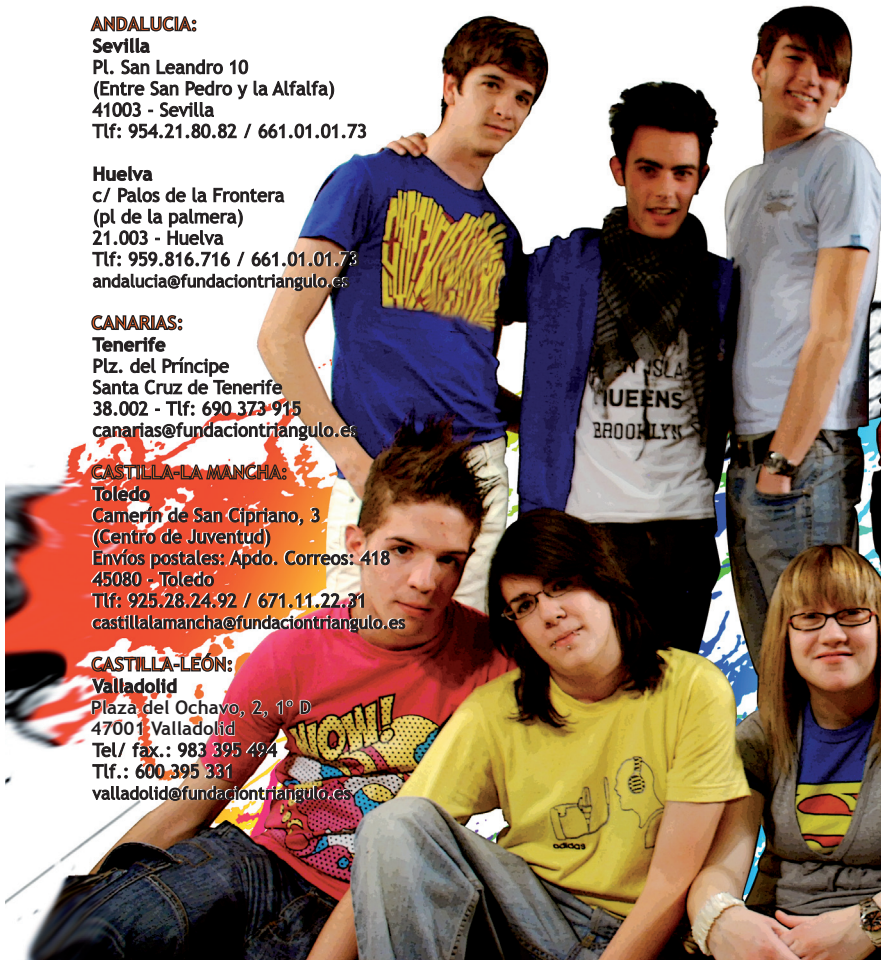 ANDALUCIA:
Sevilla
Pl. San Leandro 10
(Entre San Pedro y la Alfalfa)
41003 - Sevilla
Tlf: 954.21.80.82 / 661.01.01.73
Huelva
c/ Palos de la Frontera
(pl de la palmera)
21.003 - Huelva
Tlf: 959.816.716 / 661.01.01.73
andalucia@fundaciontriangulo.es
CANARIAS:
Tenerife
Plz. del Príncipe
Santa Cruz de Tenerife
38.002 - Tlf: 690 373 915
canarias@fundaciontriangulo.es
CASTILLA-LA MANCHA:
Toledo
Camerín de San Cipriano, 3
(Centro de Juventud)
Envíos postales: Apdo. Correos: 418
45080 - Toledo
Tlf: 925.28.24.92 / 671.11.22.31
castillalamancha@fundaciontriangulo.es
CASTILLA-LEÓN:
Valladolid
Plaza del Ochavo, 2, 1º D
47001 Valladolid
Tel/ fax.: 983 395 494
Tlf.: 600 395 331
valladolid@fundaciontriangulo.es
QUEENS
BROOKLYN
WOW!
adidas